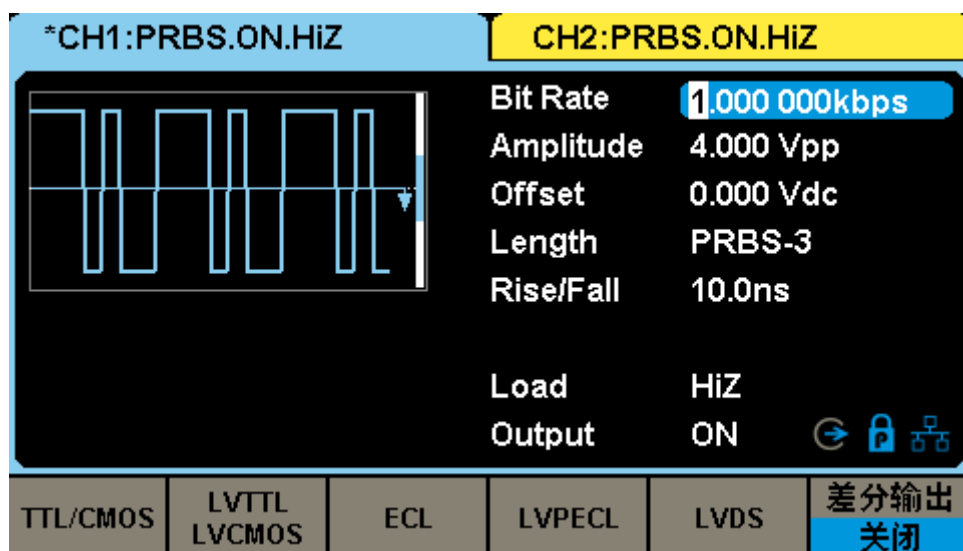 *CH1:PRBS.ON.HiZ
CH2:PRBS.ON.HiZ
Bit Rate 1.000 000kbps
Amplitude 4.000 Vpp
Offset 0.000 Vdc
Length PRBS-3
Rise/Fall 10.0ns
Load HiZ
Output ON
P
TTL/CMOS
LVTTL
LVCMOS
ECL
LVPECL
LVDS
差分输出
关闭